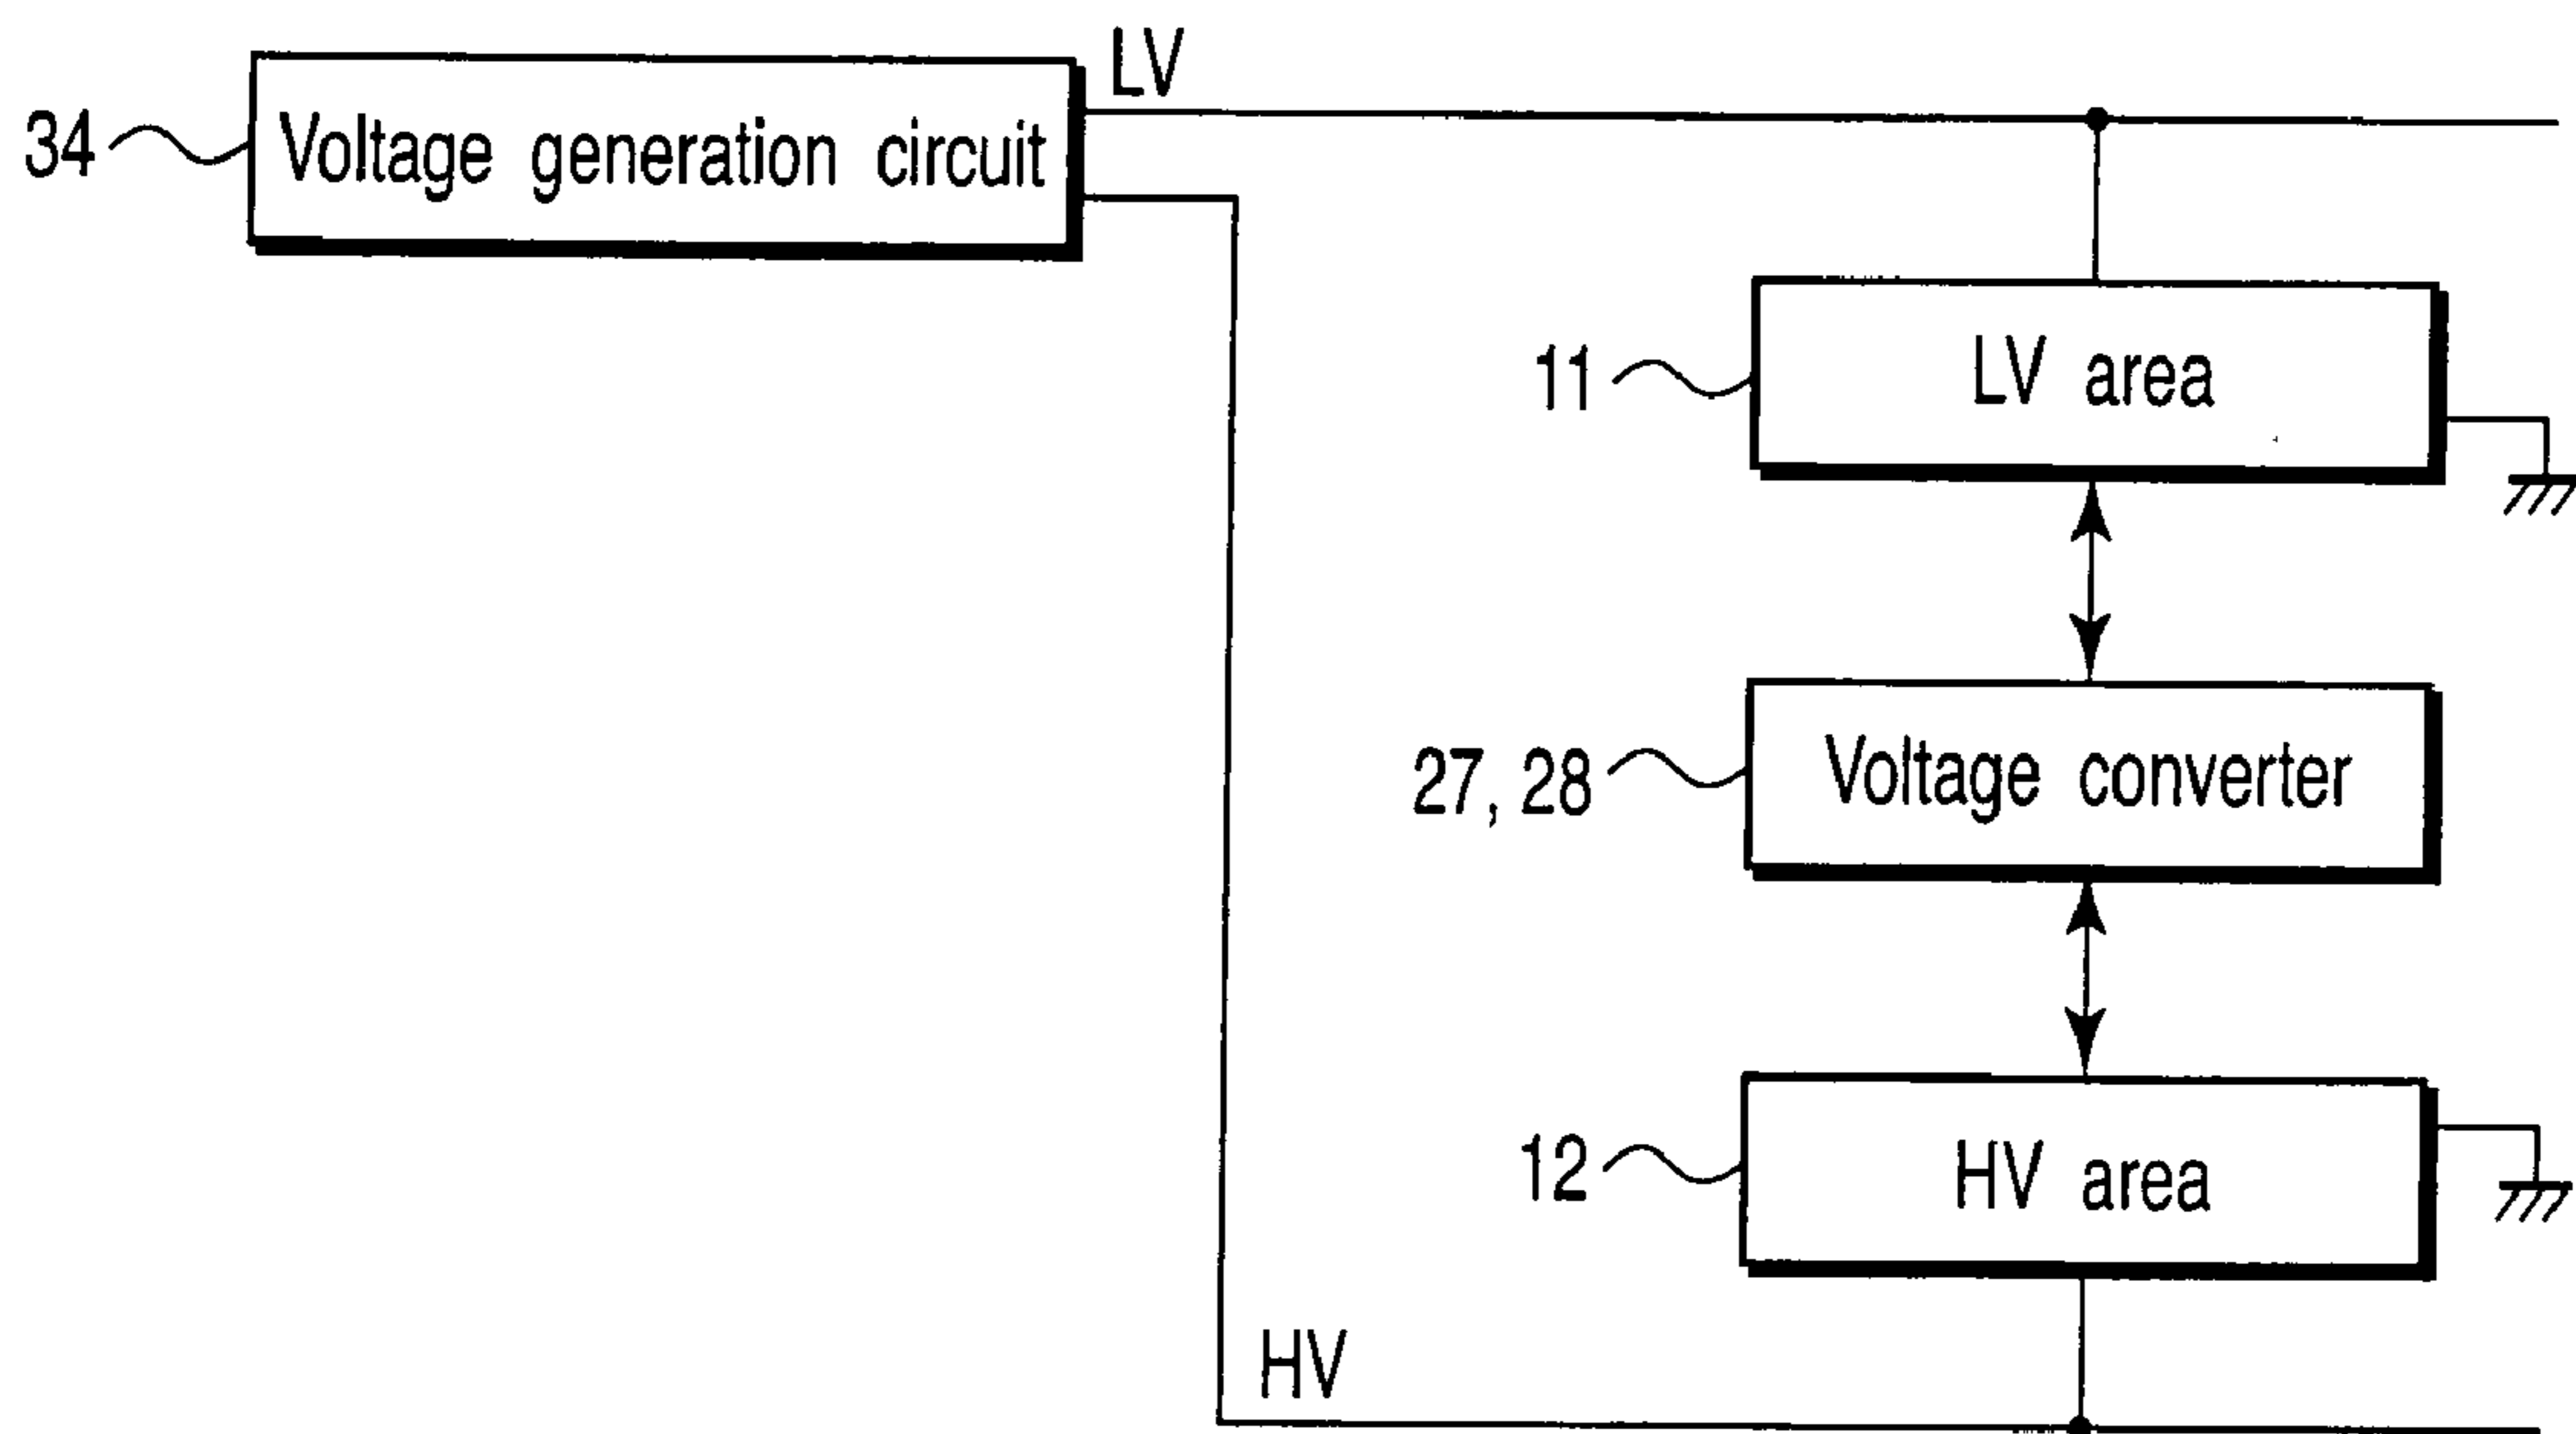 LV
34
Voltage generation circuit
11
LV area
27, 28
Voltage converter
12
HV area
HV